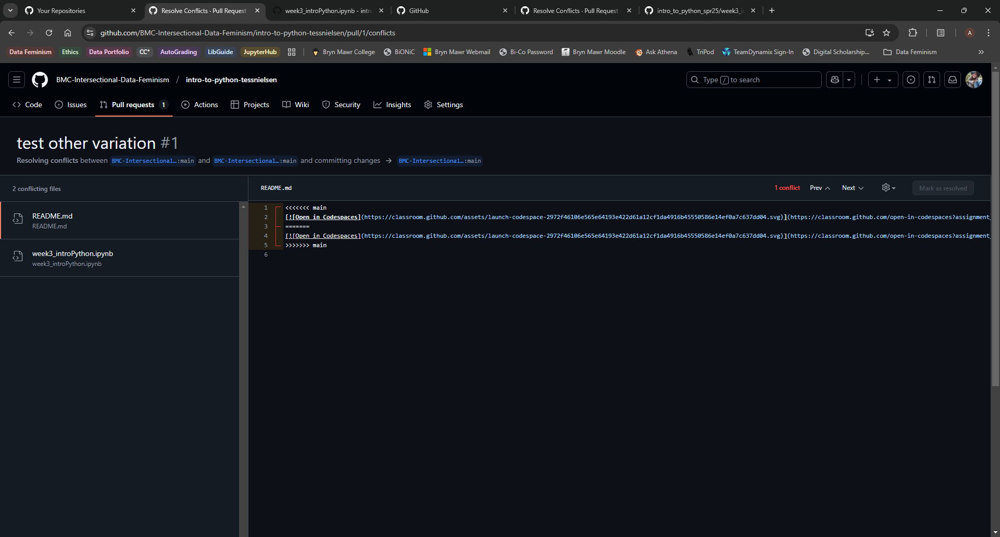 Your Repositories
Resolve Conflicts · Pull Request
week3_introPython.ipynb - intro
GitHub
Resolve Conflicts · Pull Request
intro_to_python_spr25/week3_i
github.com/BMC-Intersectional-Data-Feminism/intro-to-python-tessnielsen/pull/1/conflicts
A
Data Feminism
Ethics
Data Portfolio
CC*
AutoGrading
LibGuide
JupyterHub
Bryn Mawr College
BiONiC
Bryn Mawr Webmail
Bi-Co Password
Bryn Mawr Moodle
Ask Athena
TriPod
TeamDynamix Sign-In
Digital Scholarship...
Data Feminism
BMC-Intersectional-Data-Feminism / intro-to-python-tessnielsen
Type / to search
Code
Issues
Pull requests 1
Actions
Projects
Wiki
Security
Insights
Settings
test other variation #1
Resolving conflicts between BMC-Intersectional…:main and BMC-Intersectional…:main and committing changes → BMC-Intersectional…:main
2 conflicting files
README.md
README.md
week3_introPython.ipynb
week3_introPython.ipynb
README.md
1 conflict
Prev
Next
Mark as resolved
1 <<<<<<< main
2 [![Open in Codespaces](https://classroom.github.com/assets/launch-codespace-2972f46106e565e64193e422d61a12cf1da4916b45550586e14ef0a7c637dd04.svg)](https://classroom.github.com/open-in-codespaces?assignment_
3 =======
4 [![Open in Codespaces](https://classroom.github.com/assets/launch-codespace-2972f46106e565e64193e422d61a12cf1da4916b45550586e14ef0a7c637dd04.svg)](https://classroom.github.com/open-in-codespaces?assignment_
5 >>>>>>> main
6